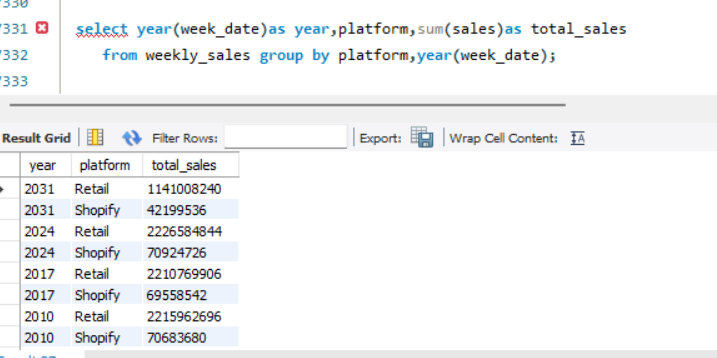 7331 select year(week_date)as year,platform,sum(sales)as total_sales
7332 from weekly_sales group by platform,year(week_date);
7333
Result Grid Filter Rows: Export: Wrap Cell Content:
year platform total_sales
2031 Retail 1141008240
2031 Shopify 42199536
2024 Retail 2226584844
2024 Shopify 70924726
2017 Retail 2210769906
2017 Shopify 69558542
2010 Retail 2215962696
2010 Shopify 70683680